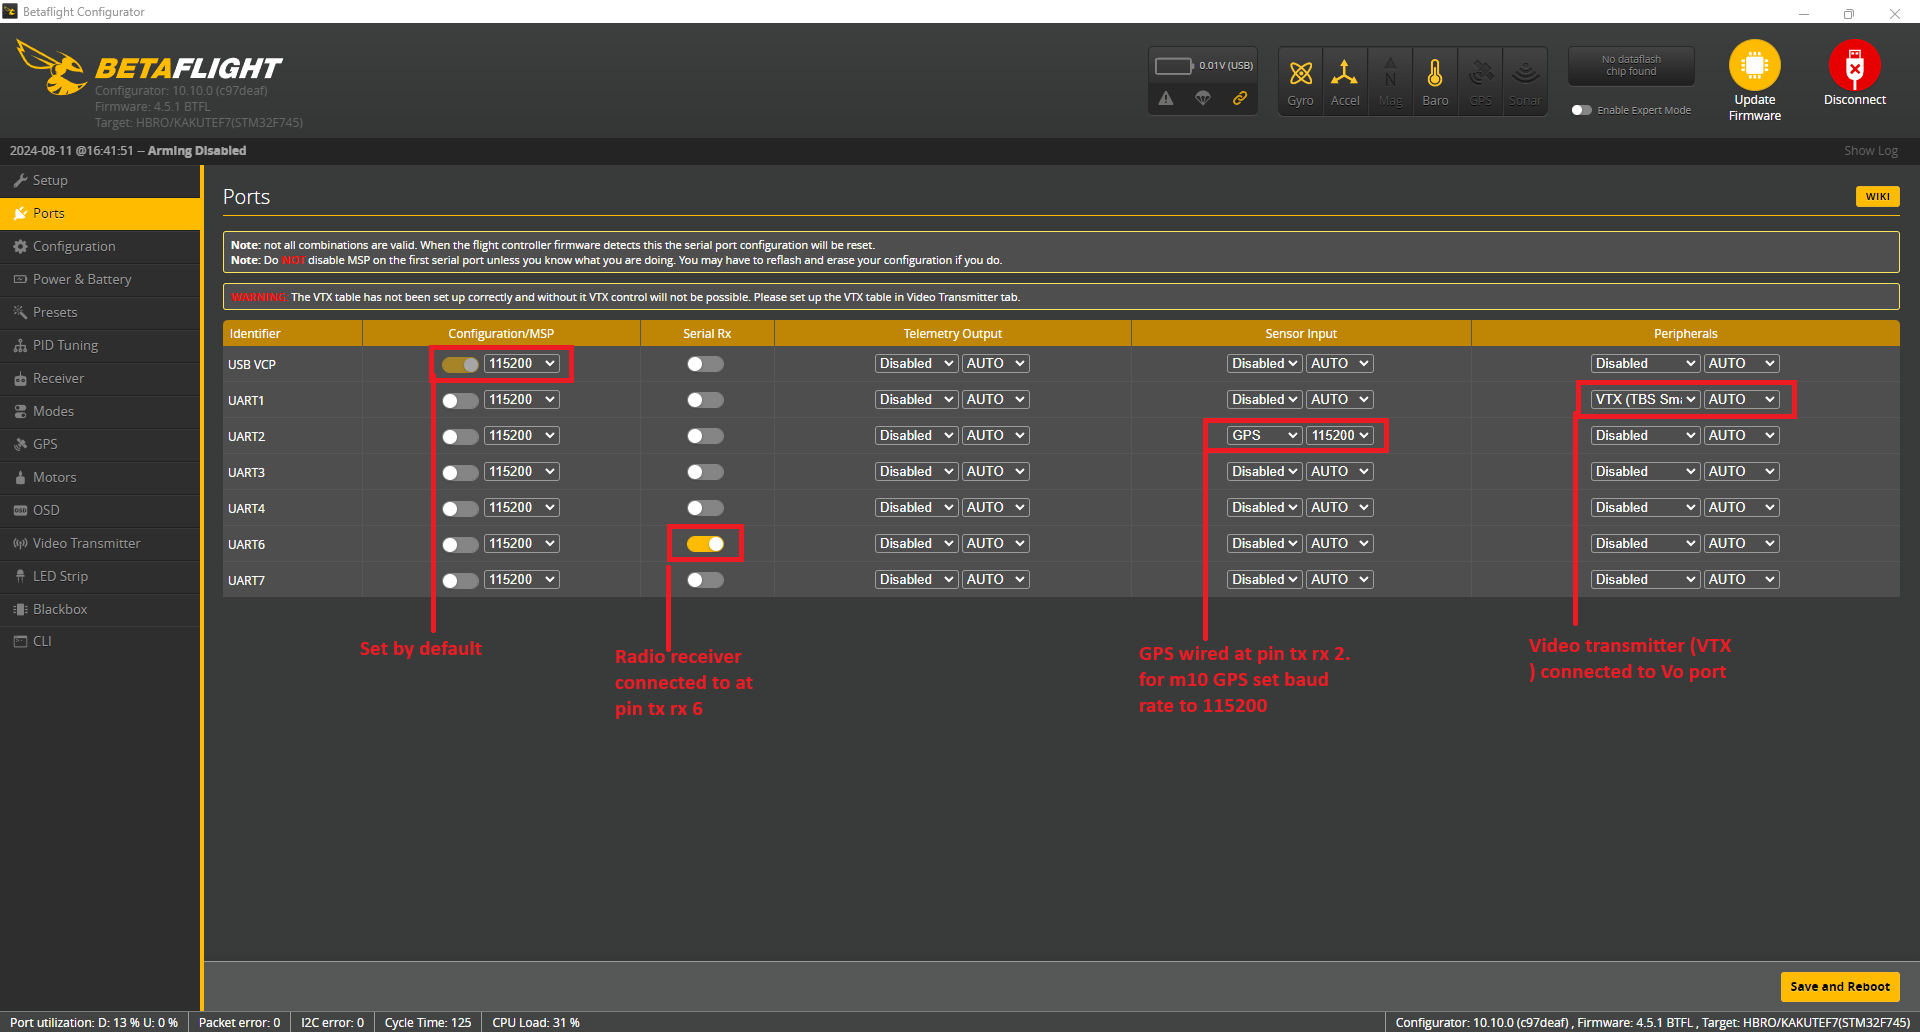 Betaflight Configurator
BETAFLIGHT
Configurator: 10.10.0 (c97deaf)
Firmware: 4.5.1 BTFL
Target: HBRO/KAKUTEF7(STM32F745)
0.01V (USB)
Gyro Accel Mag Baro GPS Sonar
No dataflash
chip found
Enable Expert Mode
Update
Firmware
Disconnect
2024-08-11 @16:41:51 -- Arming Disabled
Show Log
Setup
Ports
Configuration
Power & Battery
Presets
PID Tuning
Receiver
Modes
GPS
Motors
OSD
Video Transmitter
LED Strip
Blackbox
CLI
Ports
WIKI
Note: not all combinations are valid. When the flight controller firmware detects this the serial port configuration will be reset.
Note: Do NOT disable MSP on the first serial port unless you know what you are doing. You may have to reflash and erase your configuration if you do.
WARNING: The VTX table has not been set up correctly and without it VTX control will not be possible. Please set up the VTX table in Video Transmitter tab.
Identifier Configuration/MSP Serial Rx Telemetry Output Sensor Input Peripherals
USB VCP 115200 Disabled AUTO Disabled AUTO Disabled AUTO
UART1 115200 Disabled AUTO Disabled AUTO VTX (TBS Sma AUTO
UART2 115200 Disabled AUTO GPS 115200 Disabled AUTO
UART3 115200 Disabled AUTO Disabled AUTO Disabled AUTO
UART4 115200 Disabled AUTO Disabled AUTO Disabled AUTO
UART6 115200 Disabled AUTO Disabled AUTO Disabled AUTO
UART7 115200 Disabled AUTO Disabled AUTO Disabled AUTO
Set by default
Radio receiver
connected to at
pin tx rx 6
GPS wired at pin tx rx 2.
for m10 GPS set baud
rate to 115200
Video transmitter (VTX
) connected to Vo port
Save and Reboot
Port utilization: D: 13 % U: 0 % Packet error: 0 I2C error: 0 Cycle Time: 125 CPU Load: 31 %
Configurator: 10.10.0 (c97deaf) , Firmware: 4.5.1 BTFL , Target: HBRO/KAKUTEF7(STM32F745)